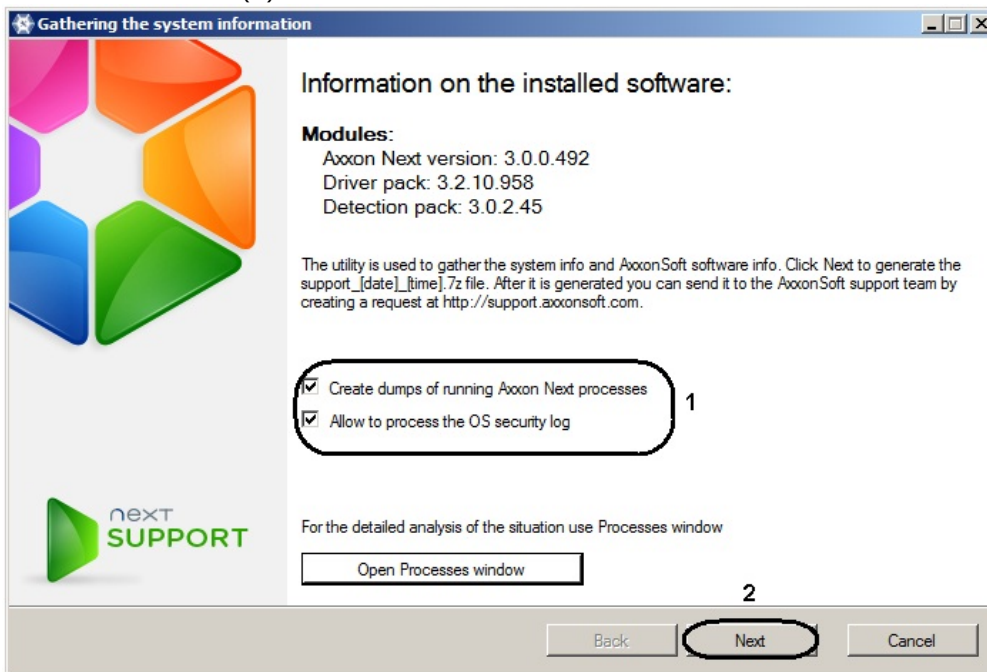 Gathering the system information
Information on the installed software:
Modules:
Axxon Next version: 3.0.0.492
Driver pack: 3.2.10.958
Detection pack: 3.0.2.45
The utility is used to gather the system info and AxxonSoft software info. Click Next to generate the
support_[date]_[time].7z file. After it is generated you can send it to the AxxonSoft support team by
creating a request at http://support.axxonsoft.com.
Create dumps of running Axxon Next processes
1
Allow to process the OS security log
next
SUPPORT
For the detailed analysis of the situation use Processes window
Open Processes window
2
Back
Next
Cancel